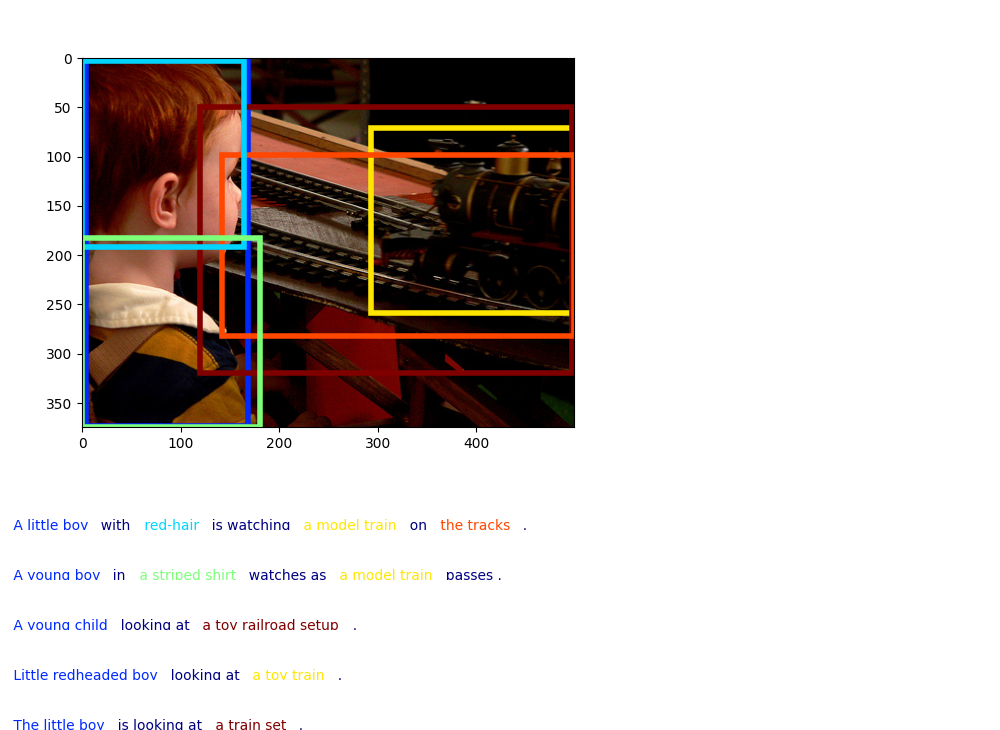 0
50
100
150
200
250
300
350
0 100 200 300 400
A little boy with red-hair is watching a model train on the tracks .
A young boy in a striped shirt watches as a model train passes .
A young child looking at a toy railroad setup .
Little redheaded boy looking at a toy train .
The little boy is looking at a train set .